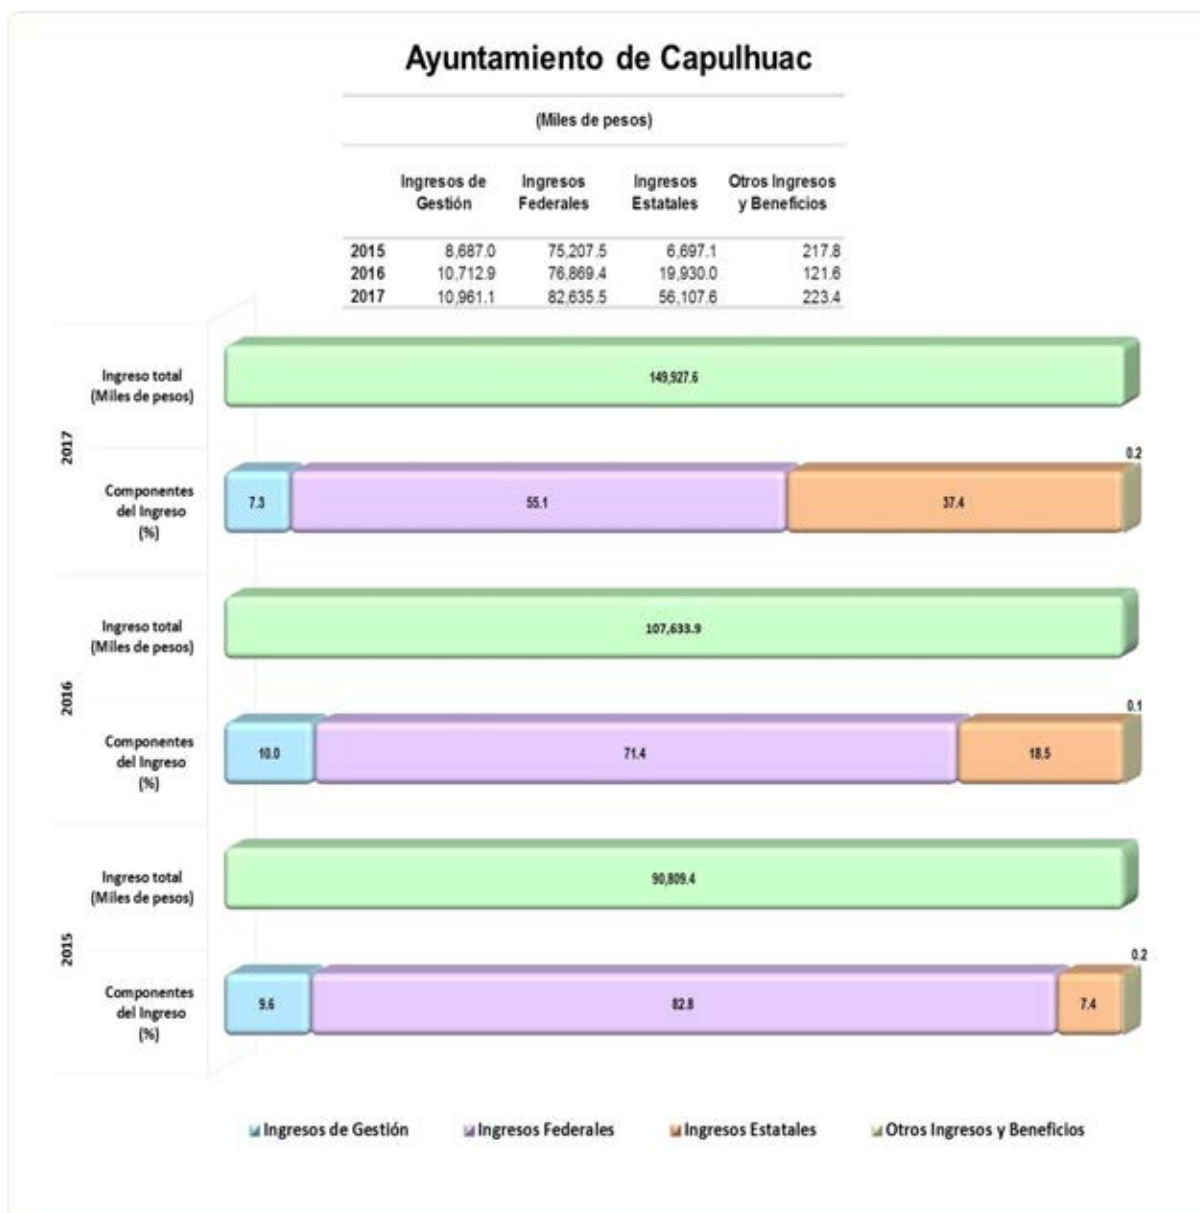 Ayuntamiento de Capulhuac
(Miles de pesos)
Ingresos de Gestión Ingresos Federales Ingresos Estatales Otros Ingresos y Beneficios
2015 8,687.0 75,207.5 6,697.1 217.8
2016 10,712.9 76,869.4 19,930.0 121.6
2017 10,961.1 82,635.5 56,107.6 223.4
2017
Ingreso total
(Miles de pesos)
149,927.6
Componentes
del Ingreso
(%)
7.3 55.1 37.4 0.2
2016
Ingreso total
(Miles de pesos)
107,633.9
Componentes
del Ingreso
(%)
10.0 71.4 18.5 0.1
2015
Ingreso total
(Miles de pesos)
90,809.4
Componentes
del Ingreso
(%)
9.6 82.8 7.4 0.2
Ingresos de Gestión Ingresos Federales Ingresos Estatales Otros Ingresos y Beneficios